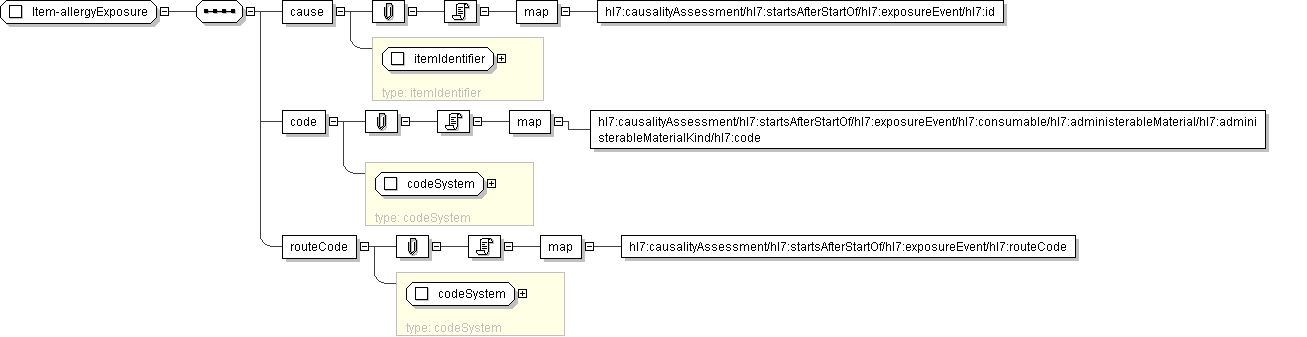 Item-allergyExposure
cause
map
hl7:causalityAssessment/hl7:startsAfterStartOf/hl7:exposureEvent/hl7:id
itemIdentifier
type: itemIdentifier
code
map
hl7:causalityAssessment/hl7:startsAfterStartOf/hl7:exposureEvent/hl7:consumable/hl7:administerableMaterial/hl7:admini
sterableMaterialKind/hl7:code
codeSystem
type: codeSystem
routeCode
map
hl7:causalityAssessment/hl7:startsAfterStartOf/hl7:exposureEvent/hl7:routeCode
codeSystem
type: codeSystem